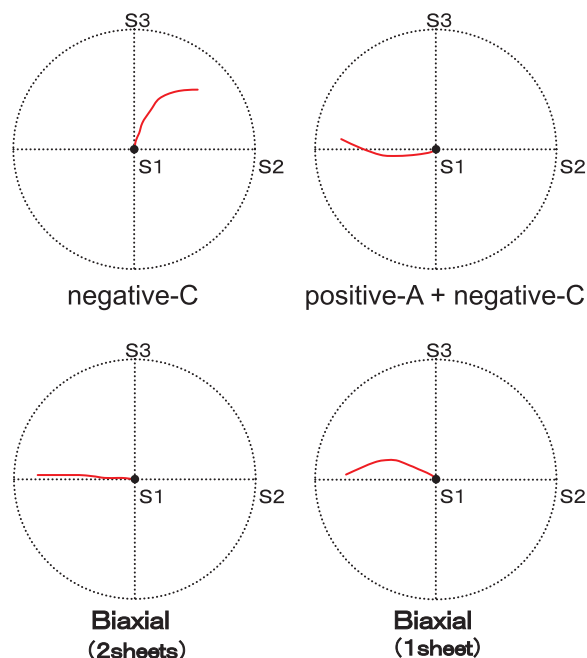 S3 S3
S1 S2 S1 S2
negative-C positive-A + negative-C
S3 S3
S1 S2 S1 S2
Biaxial Biaxial
(2sheets) (1sheet)